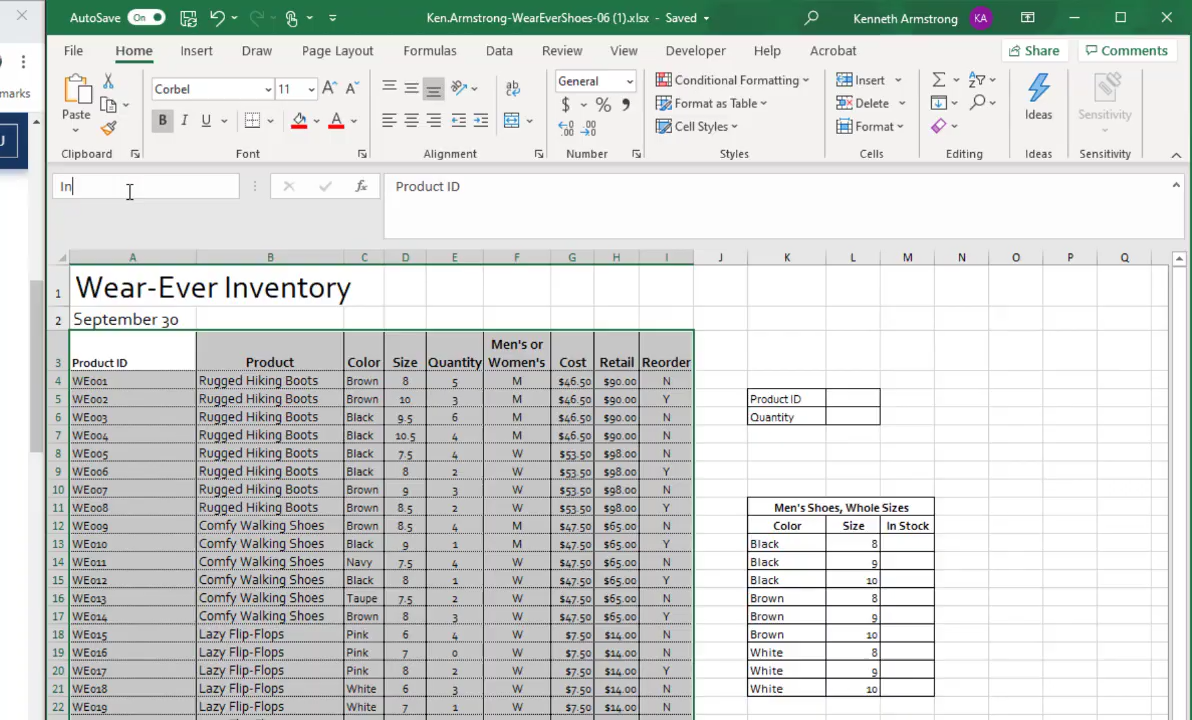 AutoSave On Ken.Armstrong-WearEverShoes-06 (1).xlsx - Saved Kenneth Armstrong KA
File Home Insert Draw Page Layout Formulas Data Review View Developer Help Acrobat Share Comments
marks
Paste
Corbel 11 A A
General
Conditional Formatting
Insert
B I U A
$ % 9
Format as Table
Delete
Ideas
Sensitivity
Cell Styles
Format
Clipboard Font Alignment Number Styles Cells Editing Ideas Sensitivity
In fx Product ID
A B C D E F G H I J K L M N O P Q
1 Wear-Ever Inventory
2 September 30
3 Product ID Product Color Size Quantity Men's or Women's Cost Retail Reorder
4 WE001 Rugged Hiking Boots Brown 8 5 M $46.50 $90.00 N
5 WE002 Rugged Hiking Boots Brown 10 3 M $46.50 $90.00 Y Product ID
6 WE003 Rugged Hiking Boots Black 9.5 6 M $46.50 $90.00 N Quantity
7 WE004 Rugged Hiking Boots Black 10.5 4 M $46.50 $90.00 N
8 WE005 Rugged Hiking Boots Black 7.5 4 W $53.50 $98.00 N
9 WE006 Rugged Hiking Boots Black 8 2 W $53.50 $98.00 Y
10 WE007 Rugged Hiking Boots Brown 9 3 W $53.50 $98.00 N
11 WE008 Rugged Hiking Boots Brown 8.5 2 W $53.50 $98.00 Y Men's Shoes, Whole Sizes
12 WE009 Comfy Walking Shoes Brown 8.5 4 M $47.50 $65.00 N Color Size In Stock
13 WE010 Comfy Walking Shoes Black 9 1 M $47.50 $65.00 Y Black 8
14 WE011 Comfy Walking Shoes Navy 7.5 4 W $47.50 $65.00 N Black 9
15 WE012 Comfy Walking Shoes Black 8 1 W $47.50 $65.00 Y Black 10
16 WE013 Comfy Walking Shoes Taupe 7.5 2 W $47.50 $65.00 N Brown 8
17 WE014 Comfy Walking Shoes Brown 8 3 W $47.50 $65.00 Y Brown 9
18 WE015 Lazy Flip-Flops Pink 6 4 W $7.50 $14.00 N Brown 10
19 WE016 Lazy Flip-Flops Pink 7 0 W $7.50 $14.00 N White 8
20 WE017 Lazy Flip-Flops Pink 8 2 W $7.50 $14.00 Y White 9
21 WE018 Lazy Flip-Flops White 6 3 W $7.50 $14.00 N White 10
22 WE019 Lazy Flip-Flops White 7 1 W $7.50 $14.00 N